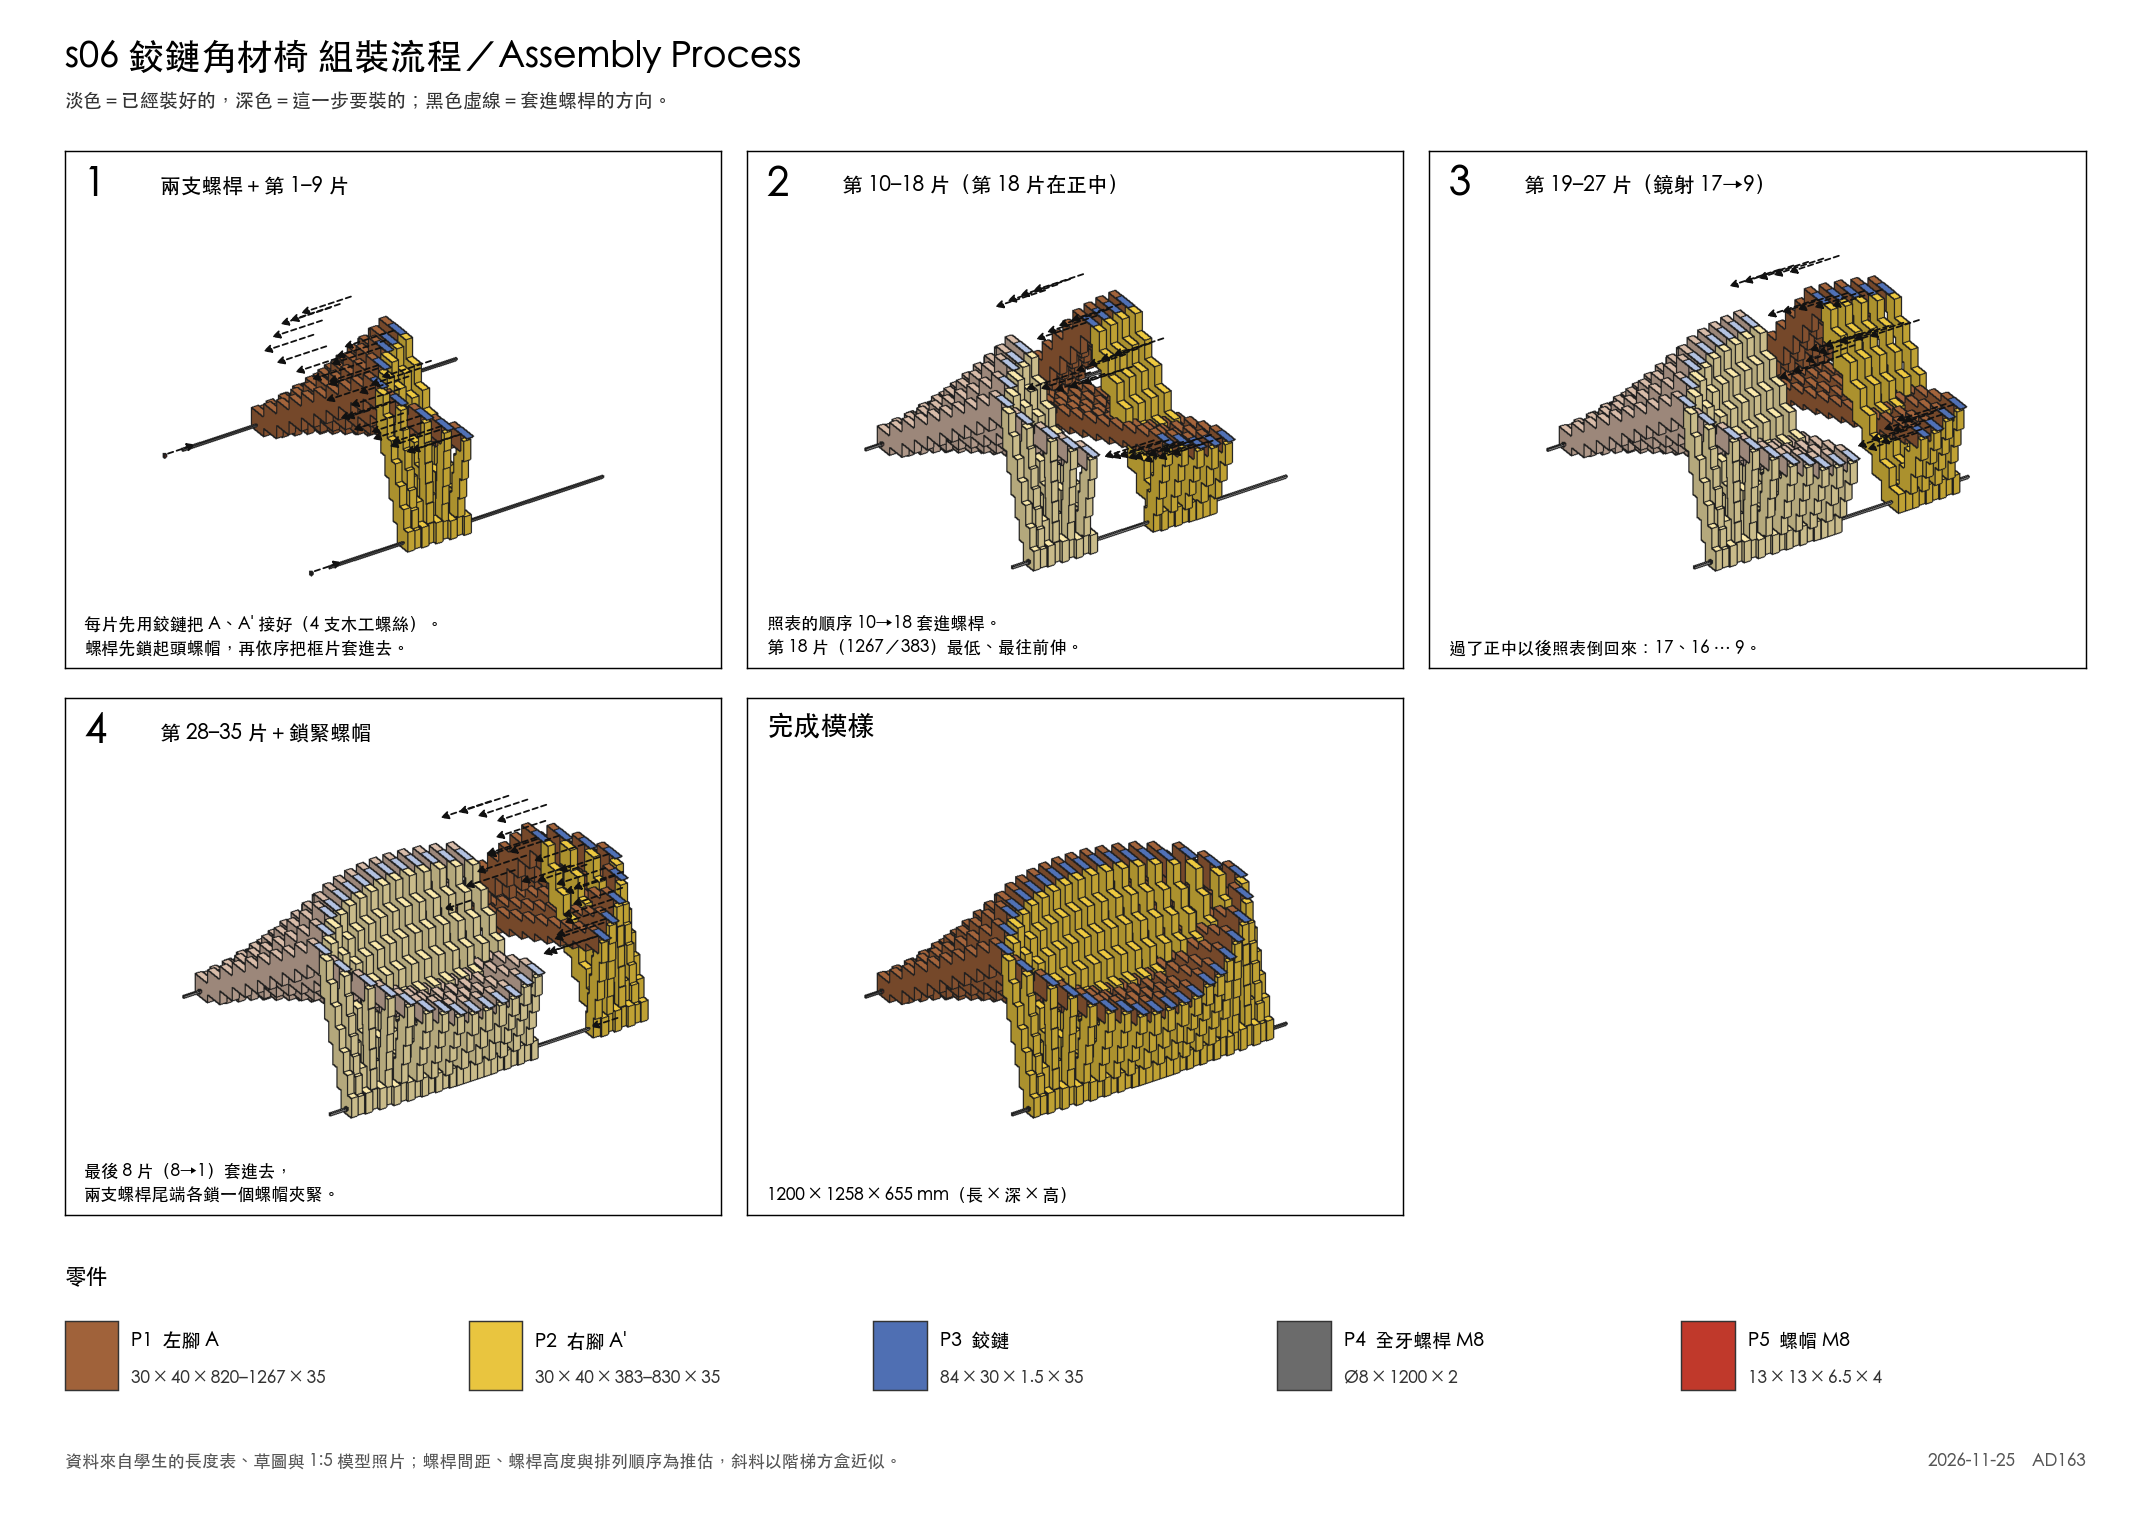 s06 鉸鏈角材椅 組裝流程／Assembly Process
淡色＝已經裝好的，深色＝這一步要裝的；黑色虛線＝套進螺桿的方向。
1 兩支螺桿＋第 1–9 片
每片先用鉸鏈把 A、A' 接好（4 支木工螺絲）。
螺桿先鎖起頭螺帽，再依序把框片套進去。
2 第 10–18 片（第 18 片在正中）
照表的順序 10→18 套進螺桿。
第 18 片（1267／383）最低、最往前伸。
3 第 19–27 片（鏡射 17→9）
過了正中以後照表倒回來：17、16 … 9。
4 第 28–35 片＋鎖緊螺帽
最後 8 片（8→1）套進去，
兩支螺桿尾端各鎖一個螺帽夾緊。
完成模樣
1200 × 1258 × 655 mm（長 × 深 × 高）
零件
P1 左腳 A
30 × 40 × 820–1267 × 35
P2 右腳 A'
30 × 40 × 383–830 × 35
P3 鉸鏈
84 × 30 × 1.5 × 35
P4 全牙螺桿 M8
Ø8 × 1200 × 2
P5 螺帽 M8
13 × 13 × 6.5 × 4
資料來自學生的長度表、草圖與 1:5 模型照片；螺桿間距、螺桿高度與排列順序為推估，斜料以階梯方盒近似。
2026-11-25 AD163